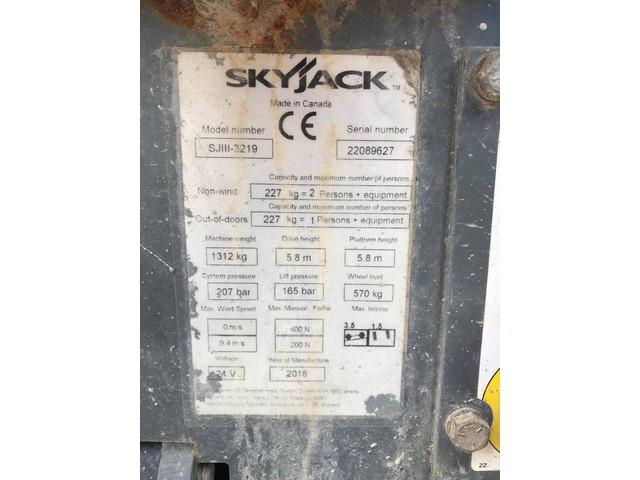 SKYJACK TM
Made in Canada
Model number CE Serial number
SJIII-3219 22089627
Capacity and maximum number of persons
Non-wind 227 kg = 2 Persons + equipment
Capacity and maximum number of persons
Out-of-doors 227 kg = 1 Persons + equipment
Machine weight Drive height Platform height
1312 kg 5.8 m 5.8 m
System pressure Lift pressure Wheel load
207 bar 165 bar 570 kg
Max. Wind Speed Max. Manual. Max. Incline
0 m/s 400 N 3.5 1.5
9.4 m/s 200 N
Voltage Year of Manufacture
24 V 2016